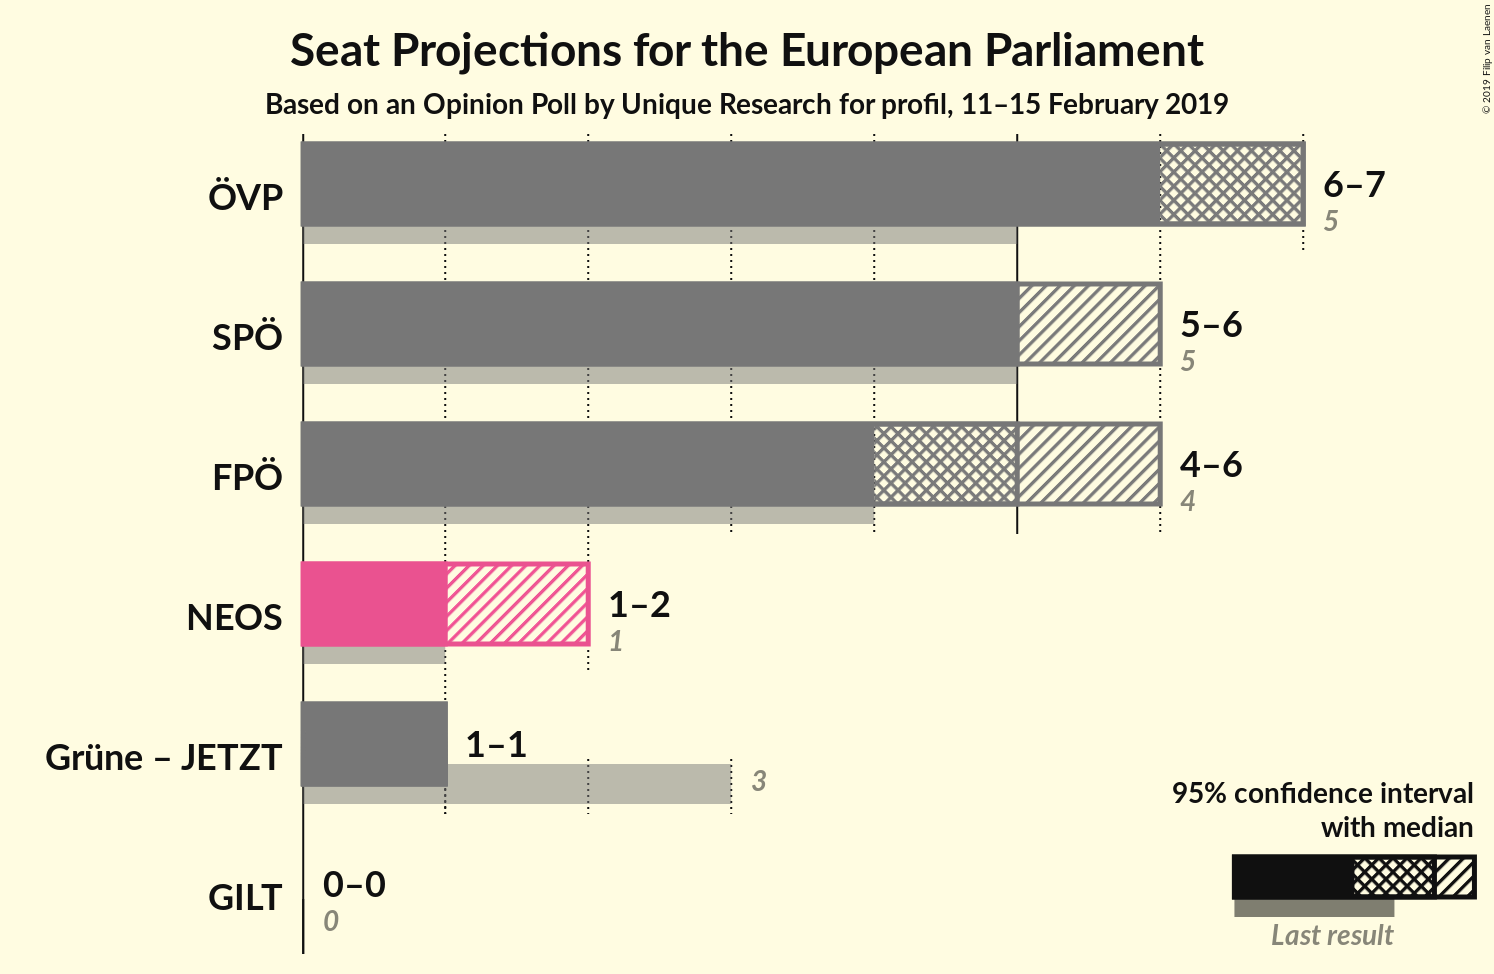 Seat Projections for the European Parliament
Based on an Opinion Poll by Unique Research for profil, 11–15 February 2019
© 2019 Filip van Laenen
ÖVP
6–7
5
SPÖ
5–6
5
FPÖ
4–6
4
NEOS
1–2
1
Grüne – JETZT
1–1
3
GILT
0–0
0
95% confidence interval
with median
Last result